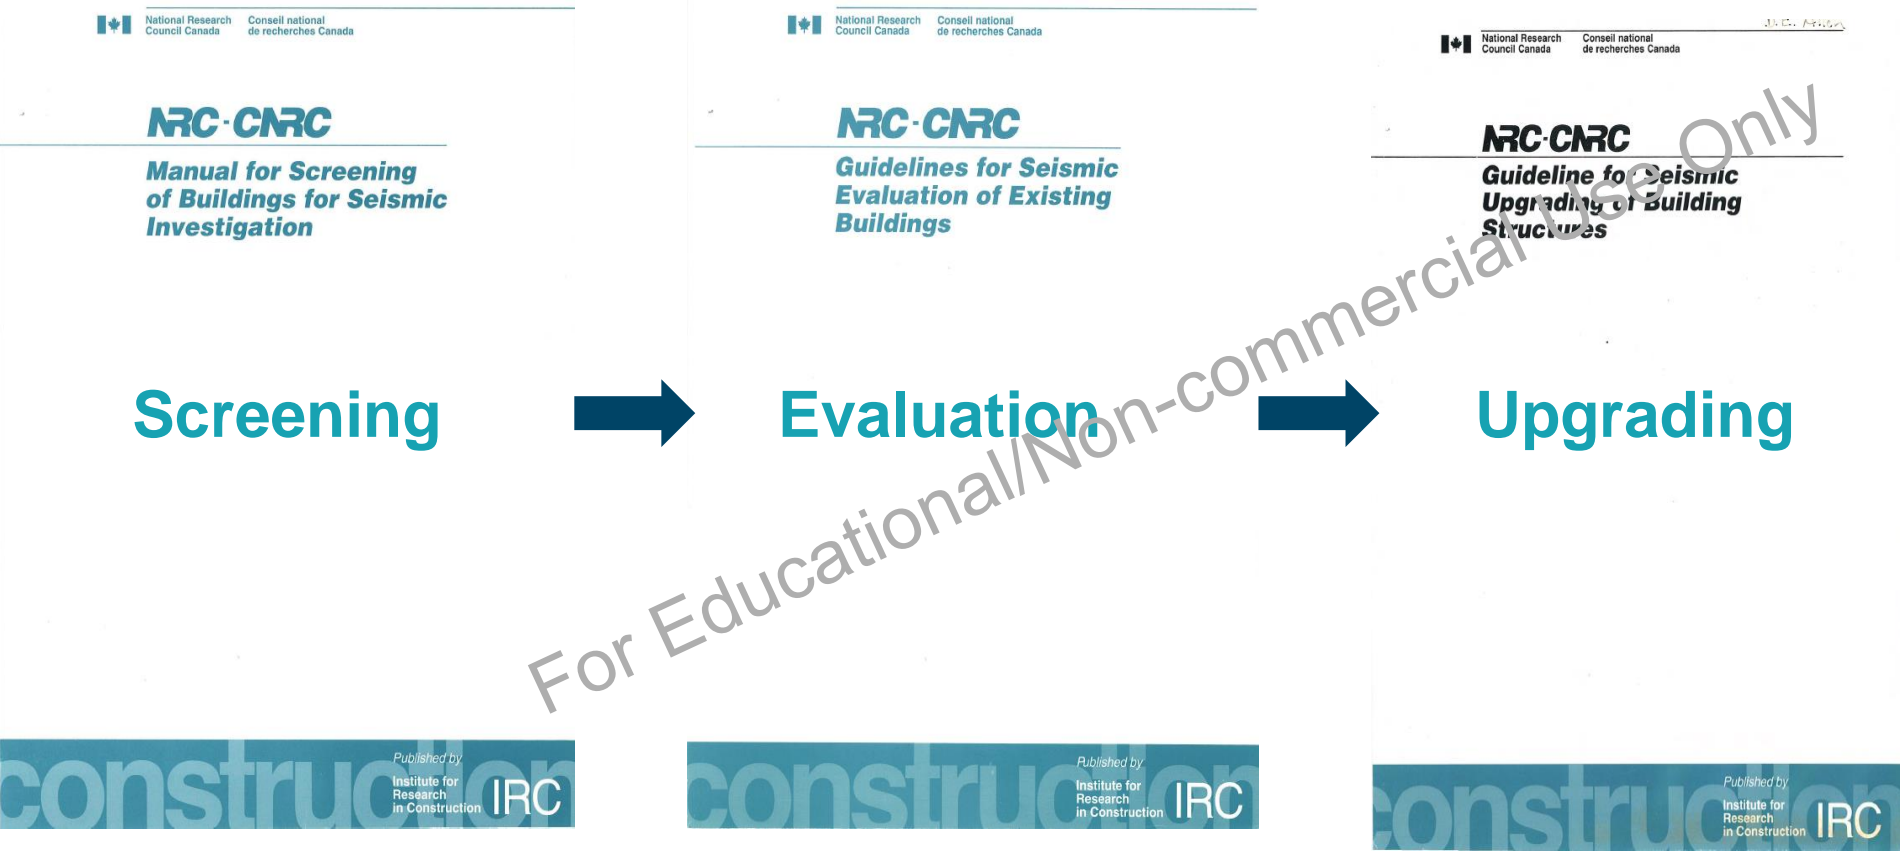 National Research
Council Canada
Conseil national
de recherches Canada
NRC·CNRC
Manual for Screening
of Buildings for Seismic
Investigation
Screening
construction
Published by
Institute for
Research
in Construction
IRC
National Research
Council Canada
Conseil national
de recherches Canada
NRC·CNRC
Guidelines for Seismic
Evaluation of Existing
Buildings
Evaluation
construction
Published by
Institute for
Research
in Construction
IRC
National Research
Council Canada
Conseil national
de recherches Canada
NRC·CNRC
Guideline for Seismic
Upgrading of Building
Structures
Upgrading
construction
Published by
Institute for
Research
in Construction
IRC
For Educational/Non-commercial Use Only